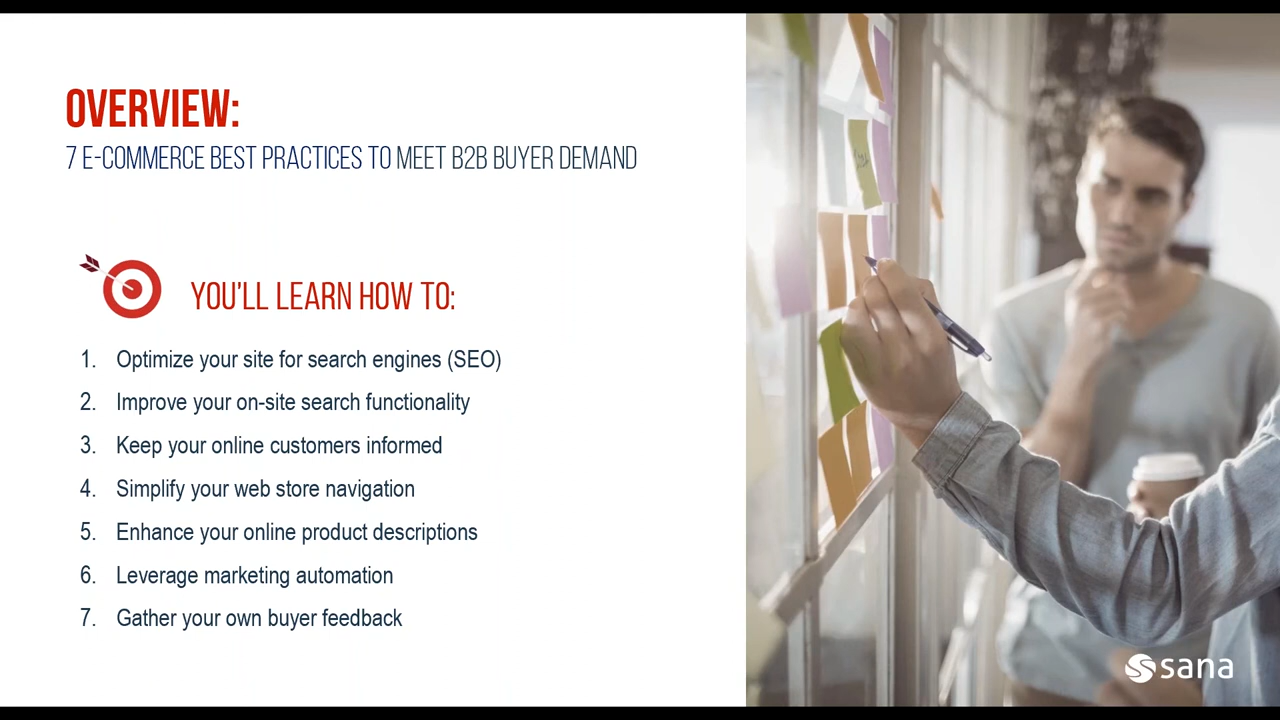 OVERVIEW:
7 E-COMMERCE BEST PRACTICES TO MEET B2B BUYER DEMAND
YOU'LL LEARN HOW TO:
1. Optimize your site for search engines (SEO)
2. Improve your on-site search functionality
3. Keep your online customers informed
4. Simplify your web store navigation
5. Enhance your online product descriptions
6. Leverage marketing automation
7. Gather your own buyer feedback
sana